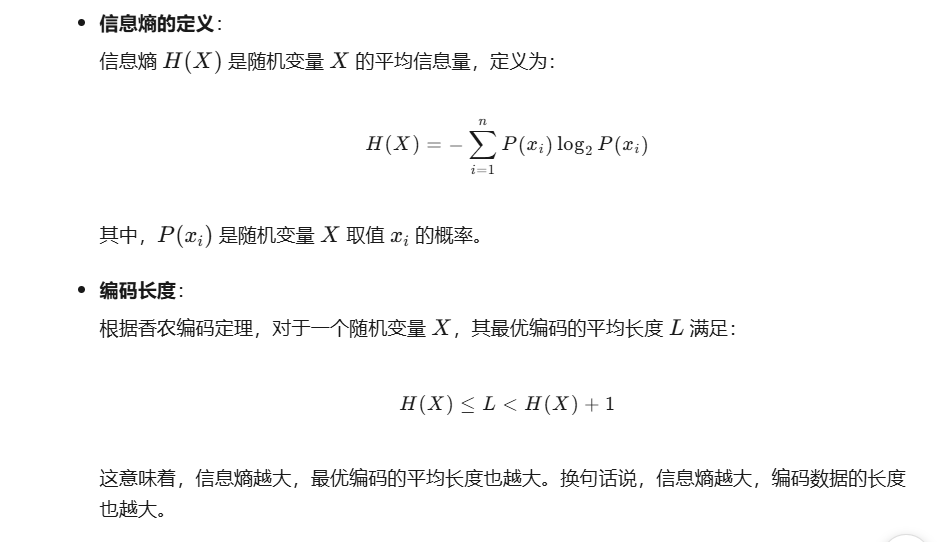 • 信息熵的定义：
信息熵 H(X) 是随机变量 X 的平均信息量，定义为：
H(X) = − ∑_{i=1}^{n} P(x_i) log_2 P(x_i)
其中，P(x_i) 是随机变量 X 取值 x_i 的概率。
• 编码长度：
根据香农编码定理，对于一个随机变量 X，其最优编码的平均长度 L 满足：
H(X) ≤ L < H(X) + 1
这意味着，信息熵越大，最优编码的平均长度也越大。换句话说，信息熵越大，编码数据的长度
也越大。